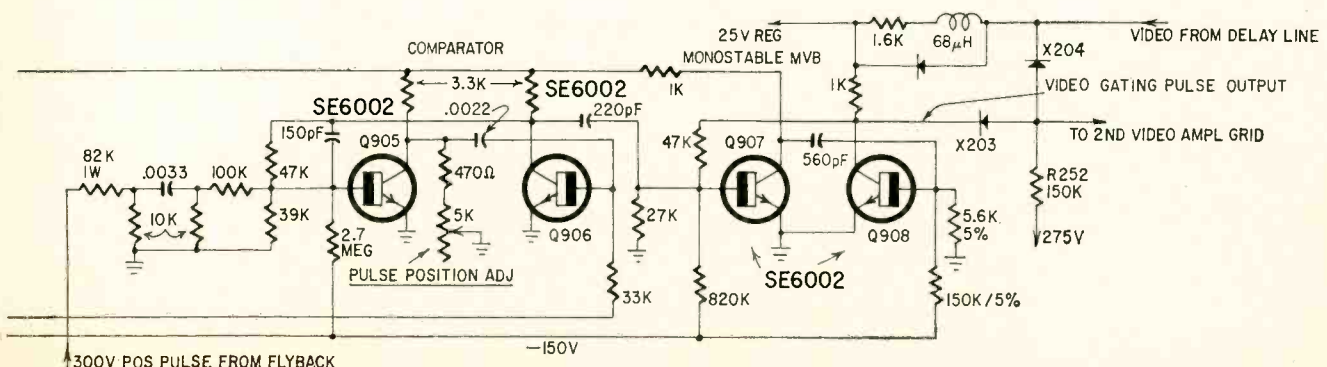 25V REG
MONOSTABLE MVB
1.6K
68µH
X204
VIDEO FROM DELAY LINE
COMPARATOR
3.3K
1K
1K
VIDEO GATING PULSE OUTPUT
SE6002
SE6002
.0022
220pF
150pF
Q905
47K
Q907
560pF
X203
TO 2ND VIDEO AMPL GRID
82K
1W
.0033
100K
47K
470Ω
R252
150K
10K
39K
5K
27K
5.6K
5%
2.7
MEG
Q906
Q908
275V
PULSE POSITION ADJ
SE6002
33K
820K
150K/5%
-150V
300V POS PULSE FROM FLYBACK